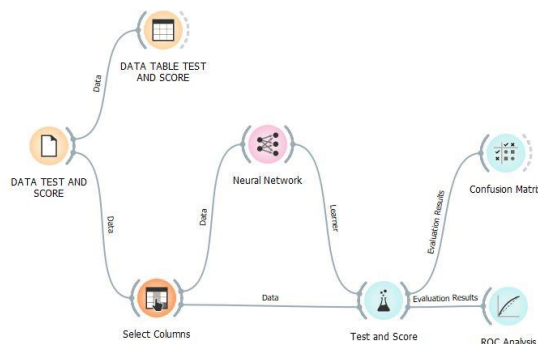 DATA TABLE TEST
AND SCORE
Data
DATA TEST AND
SCORE
Data
Neural Network
Data
Learner
Confusion Matri
Evaluation Results
Select Columns
Data
Test and Score
Evaluation Results
ROC Analysis